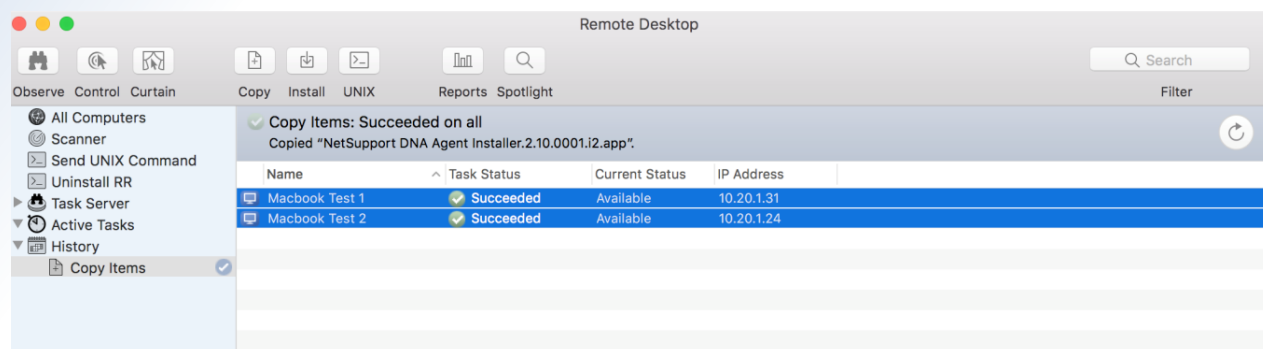 Remote Desktop
Search
Observe Control Curtain Copy Install UNIX Reports Spotlight Filter
All Computers
Scanner
Send UNIX Command
Uninstall RR
Task Server
Active Tasks
History
Copy Items
Copy Items: Succeeded on all
Copied “NetSupport DNA Agent Installer.2.10.0001.i2.app”.
Name Task Status Current Status IP Address
Macbook Test 1 Succeeded Available 10.20.1.31
Macbook Test 2 Succeeded Available 10.20.1.24